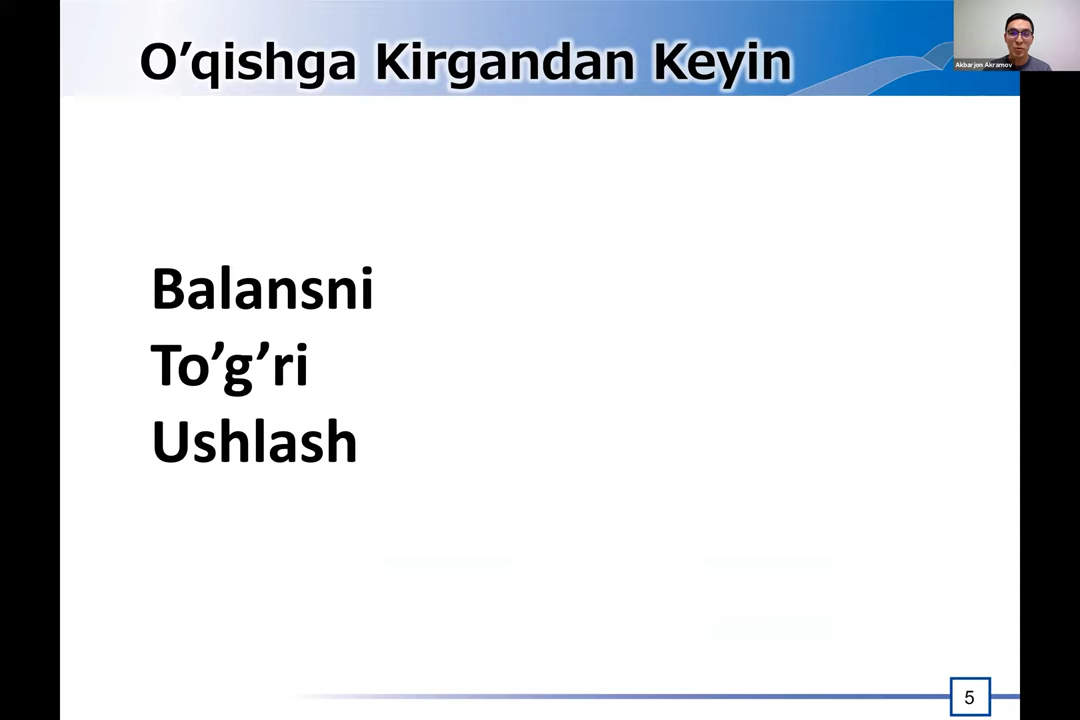 O’qishga Kirgandan Keyin
Akbarjon Akramov
Balansni
To’g’ri
Ushlash
5